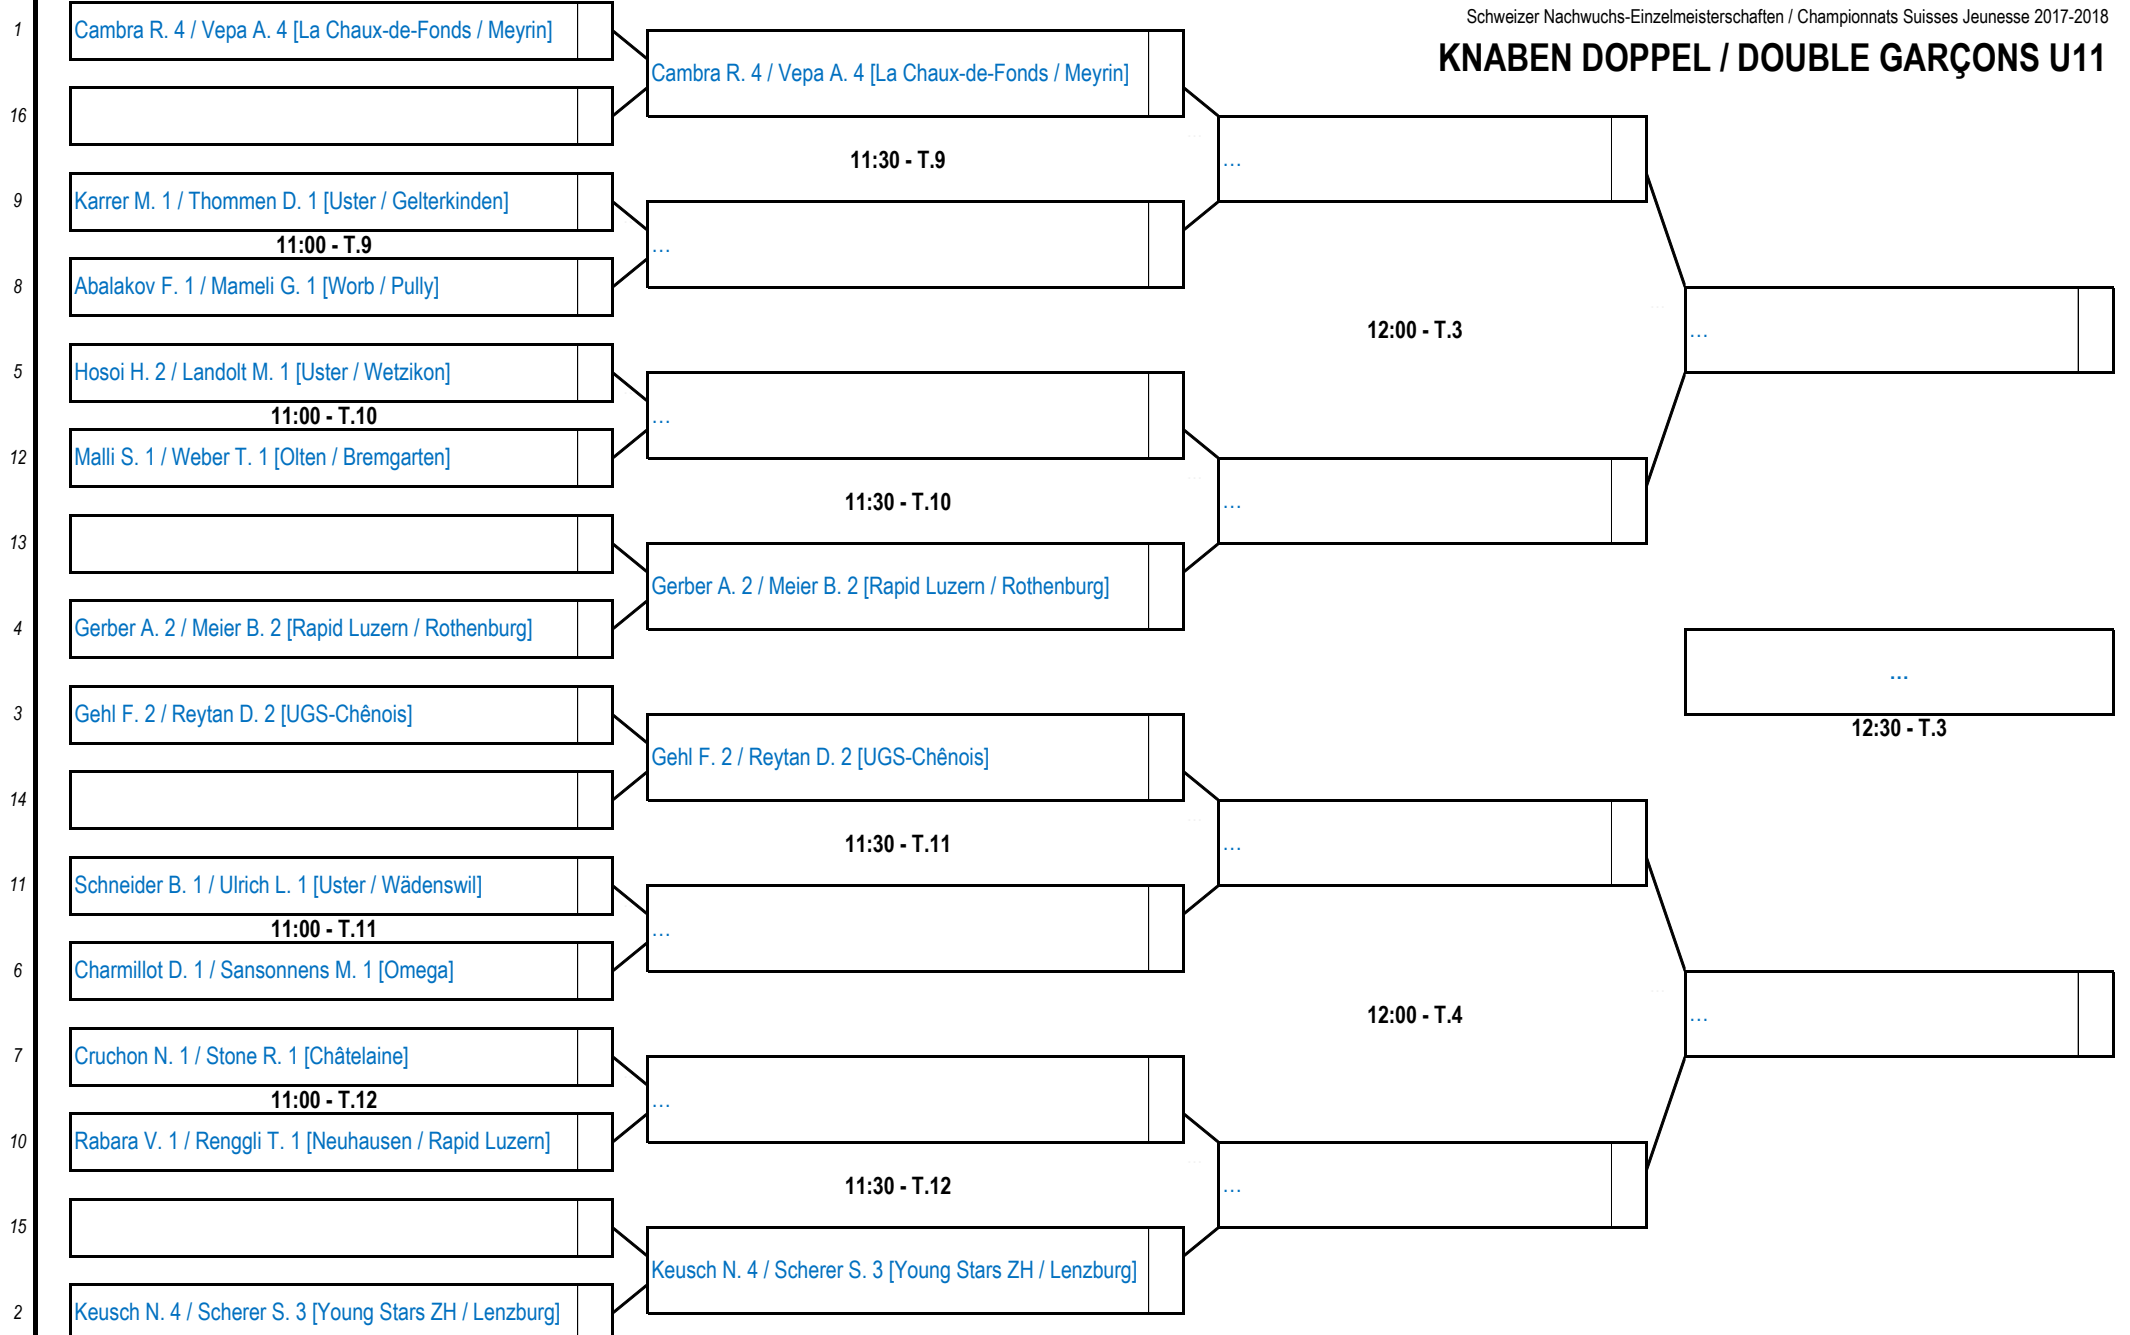 Schweizer Nachwuchs-Einzelmeisterschaften / Championnats Suisses Jeunesse 2017-2018
KNABEN DOPPEL / DOUBLE GARÇONS U11
1
Cambra R. 4 / Vepa A. 4 [La Chaux-de-Fonds / Meyrin]
Cambra R. 4 / Vepa A. 4 [La Chaux-de-Fonds / Meyrin]
16
11:30 - T.9
...
9
Karrer M. 1 / Thommen D. 1 [Uster / Gelterkinden]
11:00 - T.9
...
8
Abalakov F. 1 / Mameli G. 1 [Worb / Pully]
12:00 - T.3
...
5
Hosoi H. 2 / Landolt M. 1 [Uster / Wetzikon]
11:00 - T.10
...
12
Malli S. 1 / Weber T. 1 [Olten / Bremgarten]
11:30 - T.10
...
13
Gerber A. 2 / Meier B. 2 [Rapid Luzern / Rothenburg]
4
Gerber A. 2 / Meier B. 2 [Rapid Luzern / Rothenburg]
...
12:30 - T.3
3
Gehl F. 2 / Reytan D. 2 [UGS-Chênois]
Gehl F. 2 / Reytan D. 2 [UGS-Chênois]
14
11:30 - T.11
...
11
Schneider B. 1 / Ulrich L. 1 [Uster / Wädenswil]
11:00 - T.11
...
6
Charmillot D. 1 / Sansonnens M. 1 [Omega]
12:00 - T.4
...
7
Cruchon N. 1 / Stone R. 1 [Châtelaine]
11:00 - T.12
...
10
Rabara V. 1 / Renggli T. 1 [Neuhausen / Rapid Luzern]
11:30 - T.12
...
15
Keusch N. 4 / Scherer S. 3 [Young Stars ZH / Lenzburg]
2
Keusch N. 4 / Scherer S. 3 [Young Stars ZH / Lenzburg]